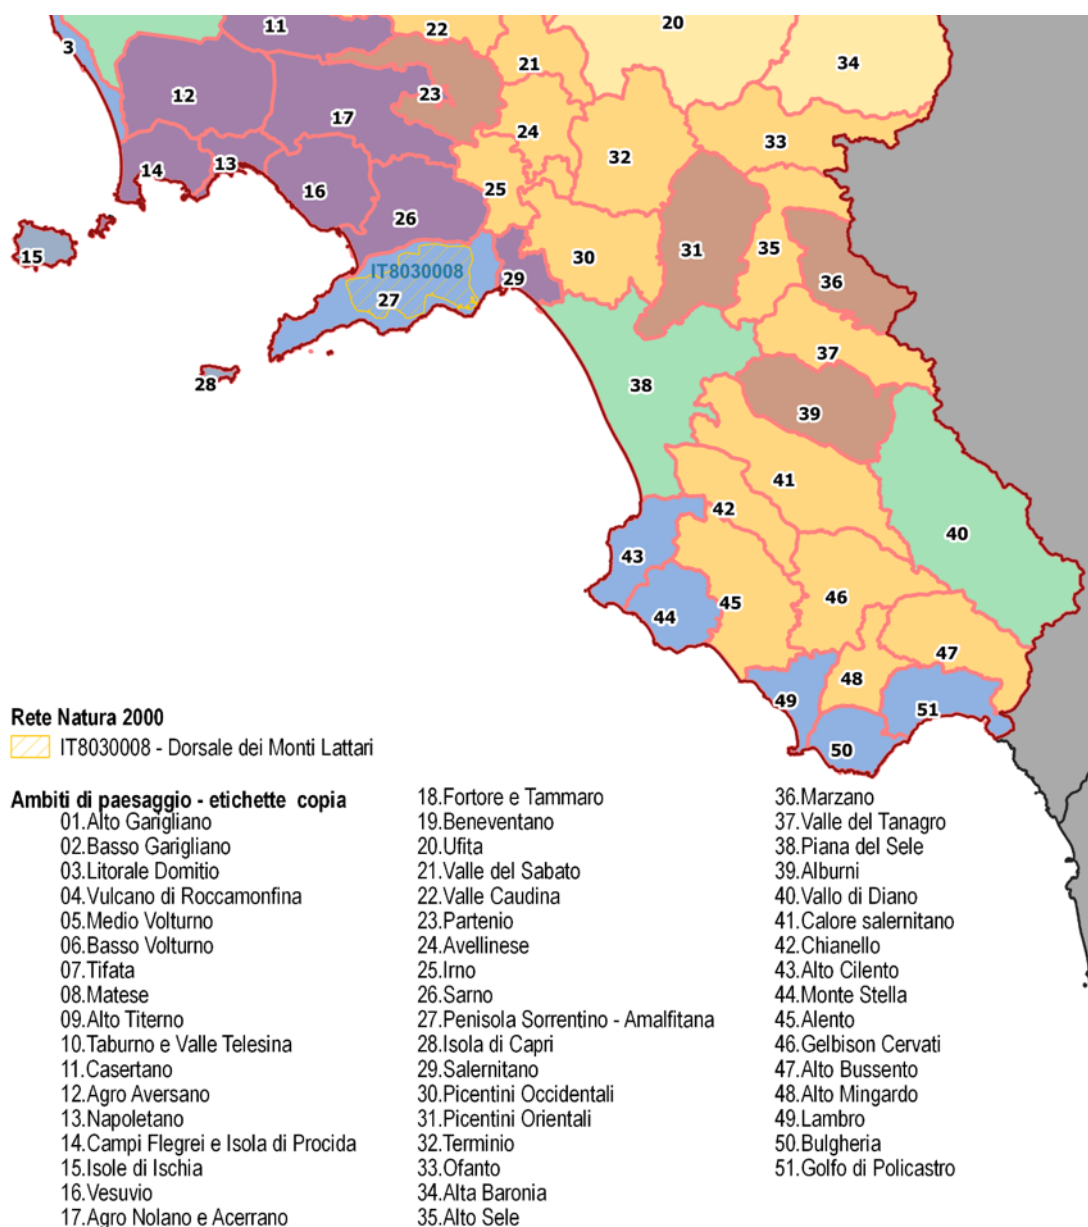 20
22
11
3
21
34
23
12
17
24
33
32
13
14
16
25
26
35
31
15
30
IT8030008
29
36
27
37
28
38
39
41
42
40
43
46
45
44
47
48
49
51
50
Rete Natura 2000
IT8030008 - Dorsale dei Monti Lattari
Ambiti di paesaggio - etichette copia
01.Alto Garigliano
02.Basso Garigliano
03.Litorale Domitio
04.Vulcano di Roccamonfina
05.Medio Volturno
06.Basso Volturno
07.Tifata
08.Matese
09.Alto Titerno
10.Taburno e Valle Telesina
11.Casertano
12.Agro Aversano
13.Napoletano
14.Campi Flegrei e Isola di Procida
15.Isole di Ischia
16.Vesuvio
17.Agro Nolano e Acerrano
18.Fortore e Tammaro
19.Beneventano
20.Ufita
21.Valle del Sabato
22.Valle Caudina
23.Partenio
24.Avellinese
25.Irno
26.Sarno
27.Penisola Sorrentino - Amalfitana
28.Isola di Capri
29.Salernitano
30.Picentini Occidentali
31.Picentini Orientali
32.Terminio
33.Ofanto
34.Alta Baronia
35.Alto Sele
36.Marzano
37.Valle del Tanagro
38.Piana del Sele
39.Alburni
40.Vallo di Diano
41.Calore salernitano
42.Chianello
43.Alto Cilento
44.Monte Stella
45.Alento
46.Gelbison Cervati
47.Alto Bussento
48.Alto Mingardo
49.Lambro
50.Bulgheria
51.Golfo di Policastro